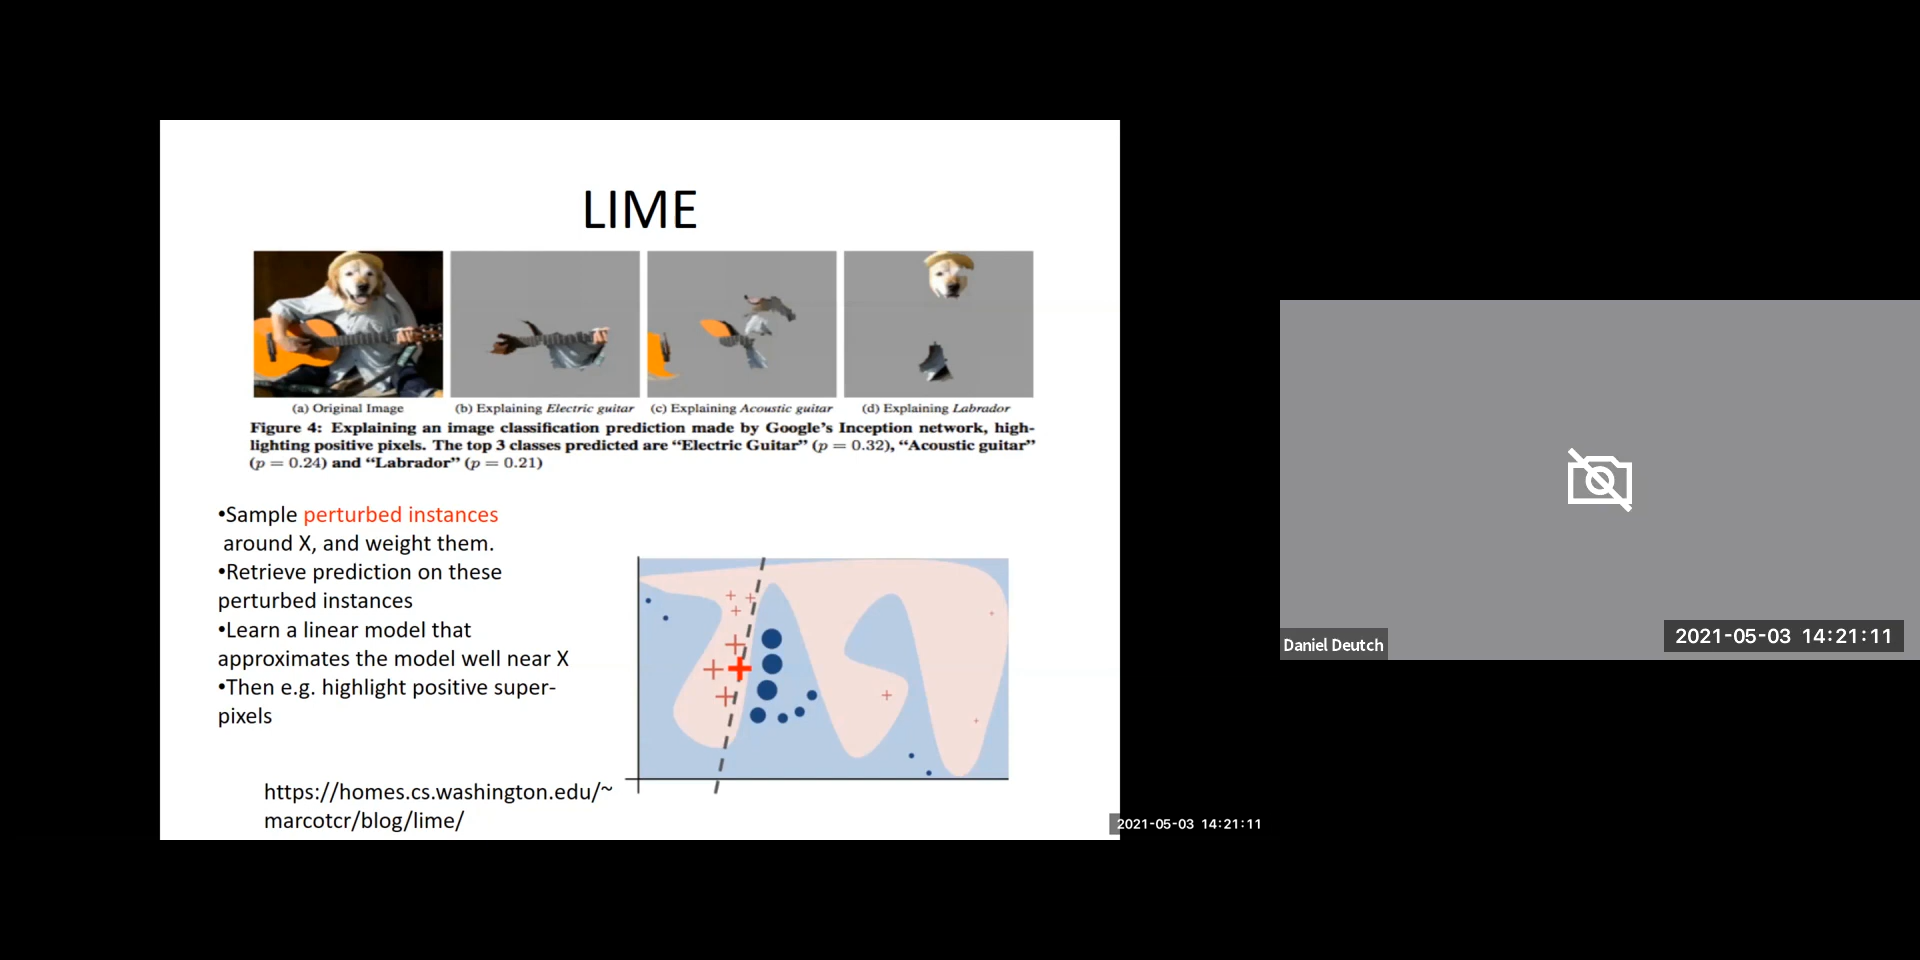 LIME
(a) Original Image
(b) Explaining Electric guitar
(c) Explaining Acoustic guitar
(d) Explaining Labrador
Figure 4: Explaining an image classification prediction made by Google's Inception network, high-
lighting positive pixels. The top 3 classes predicted are “Electric Guitar” (p = 0.32), “Acoustic guitar”
(p = 0.24) and “Labrador” (p = 0.21)
•Sample perturbed instances
around X, and weight them.
•Retrieve prediction on these
perturbed instances
•Learn a linear model that
approximates the model well near X
•Then e.g. highlight positive super-
pixels
https://homes.cs.washington.edu/~
marcotcr/blog/lime/
2021-05-03 14:21:11
Daniel Deutch
2021-05-03 14:21:11